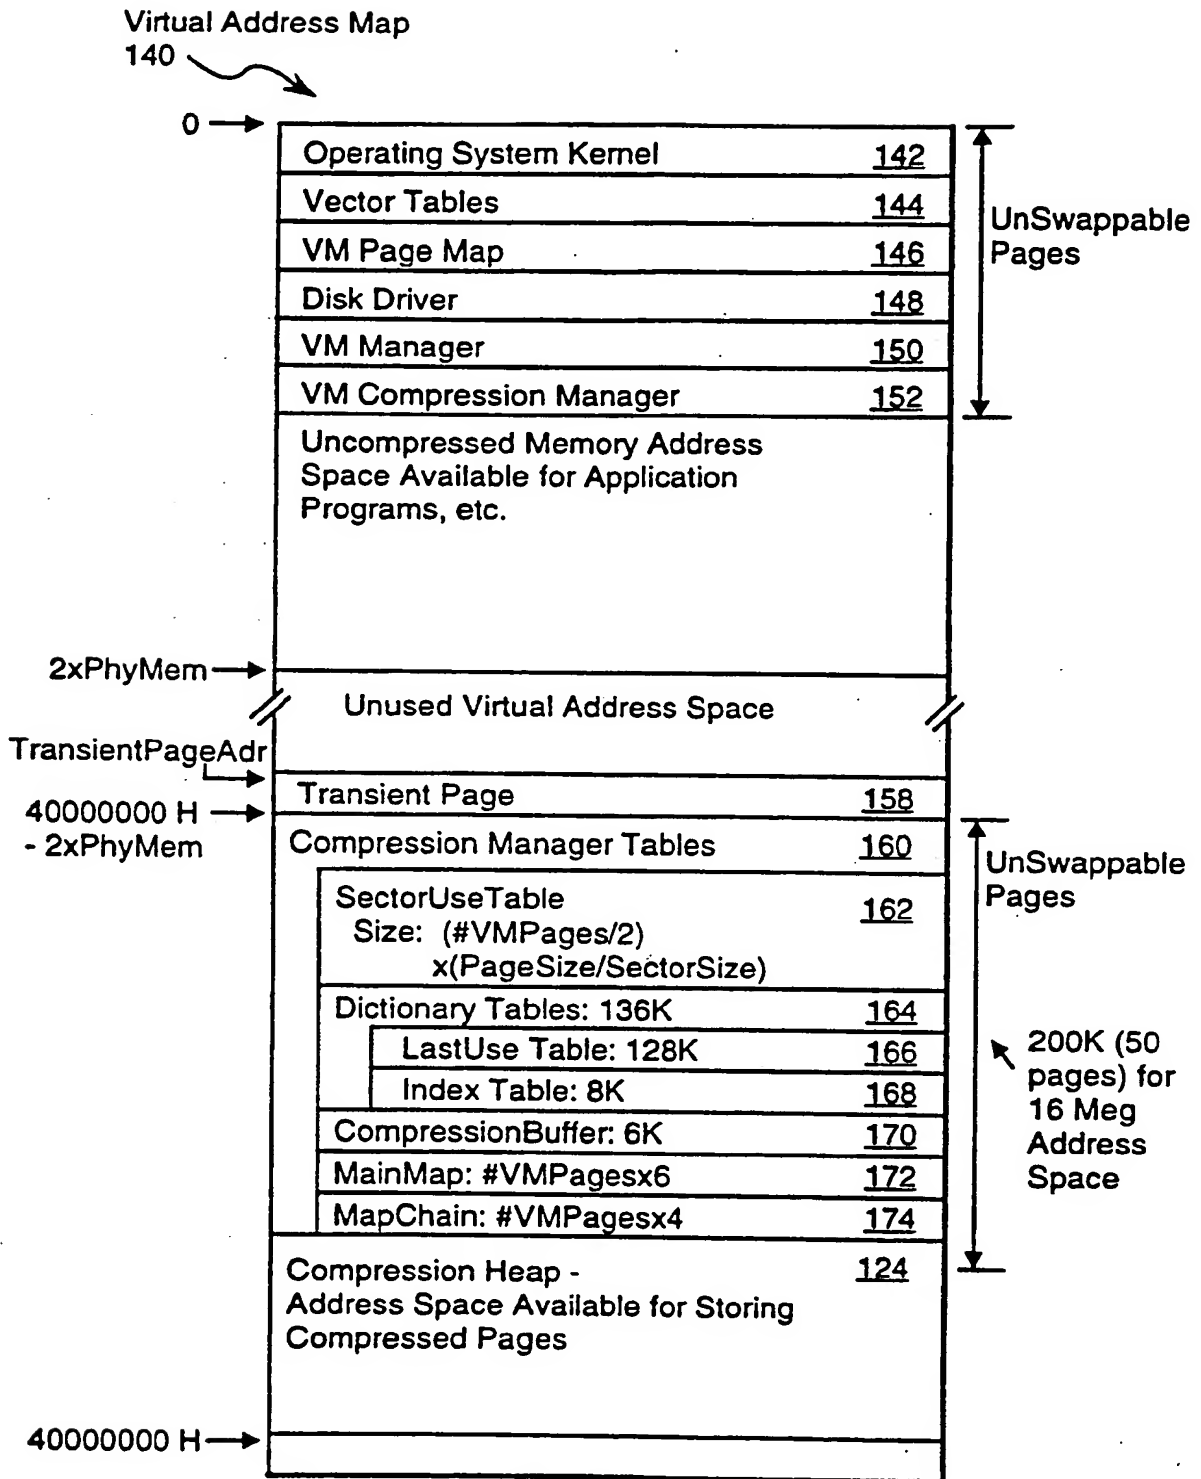 Virtual Address Map
140
0
Operating System Kernel 142
Vector Tables 144
VM Page Map 146
Disk Driver 148
VM Manager 150
VM Compression Manager 152
UnSwappable
Pages
Uncompressed Memory Address
Space Available for Application
Programs, etc.
2xPhyMem
Unused Virtual Address Space
TransientPageAdr
Transient Page 158
40000000 H
- 2xPhyMem
Compression Manager Tables 160
UnSwappable
Pages
SectorUseTable 162
Size: (#VMPages/2)
x(PageSize/SectorSize)
Dictionary Tables: 136K 164
LastUse Table: 128K 166
Index Table: 8K 168
CompressionBuffer: 6K 170
MainMap: #VMPagesx6 172
MapChain: #VMPagesx4 174
200K (50
pages) for
16 Meg
Address
Space
Compression Heap - 124
Address Space Available for Storing
Compressed Pages
40000000 H